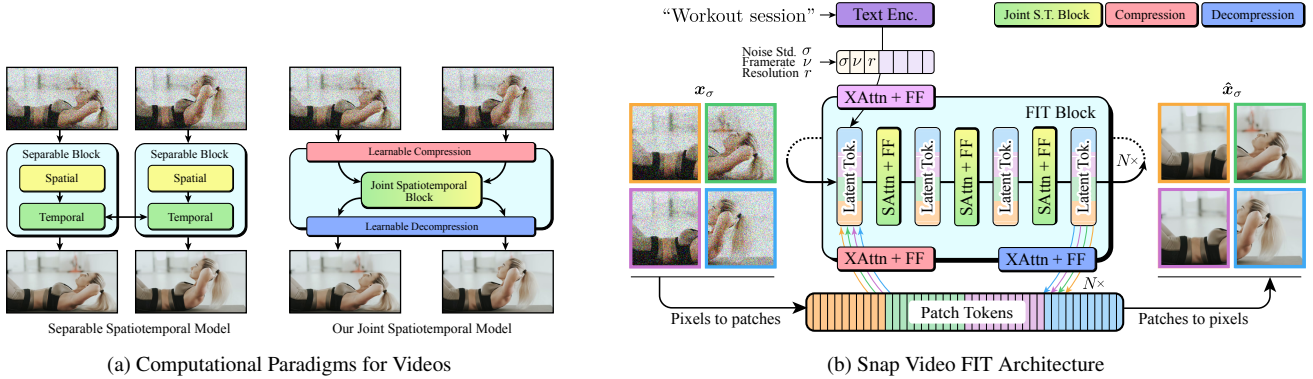 Separable Block
Separable Block
Spatial
Spatial
Temporal
Temporal
Separable Spatiotemporal Model
Learnable Compression
Joint Spatiotemporal
Block
Learnable Decompression
Our Joint Spatiotemporal Model
(a) Computational Paradigms for Videos
“Workout session”
Text Enc.
Joint S.T. Block
Compression
Decompression
Noise Std. σ
Framerate ν
Resolution r
σ ν r
x_σ
XAttn + FF
FIT Block
x̂_σ
Latent Tok.
SAttn + FF
Latent Tok.
SAttn + FF
Latent Tok.
SAttn + FF
Latent Tok.
N×
XAttn + FF
XAttn + FF
N×
Pixels to patches
Patch Tokens
Patches to pixels
(b) Snap Video FIT Architecture